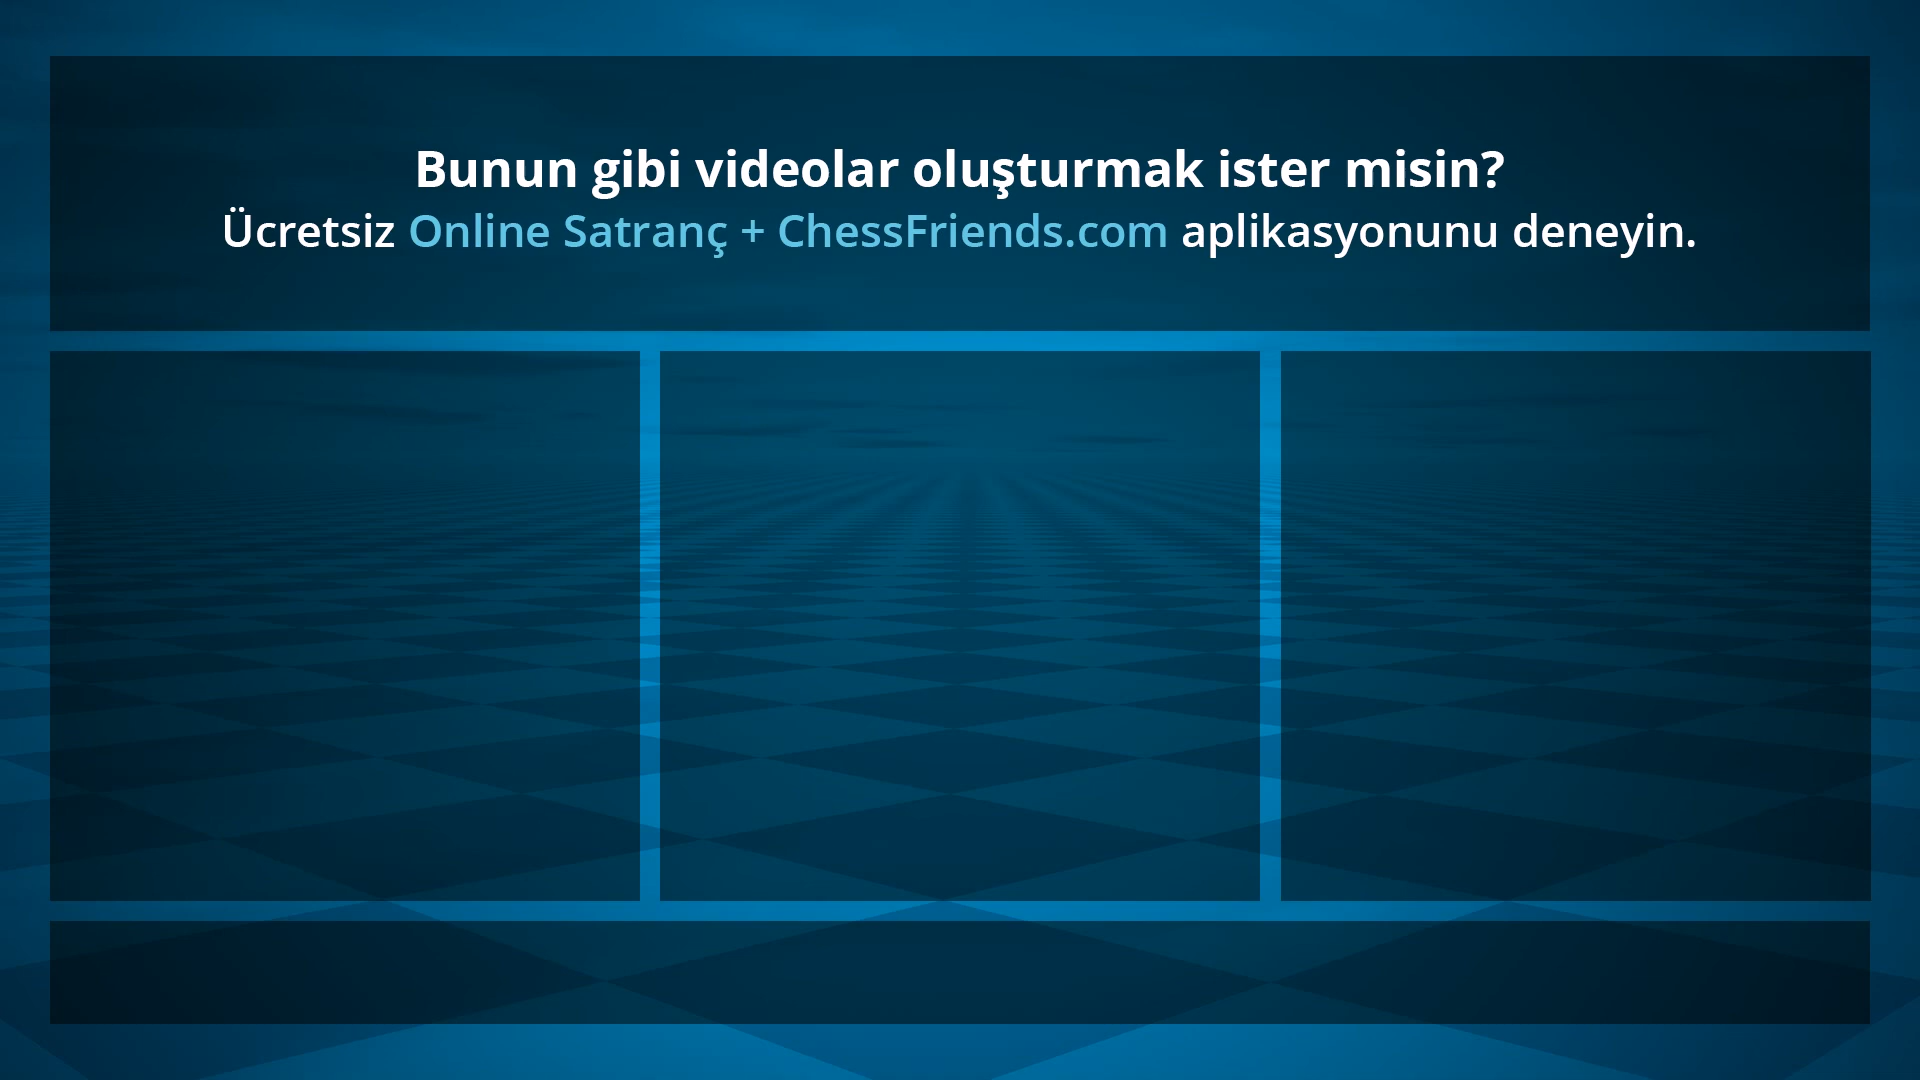 Bunun gibi videolar oluşturmak ister misin?
Ücretsiz Online Satranç + ChessFriends.com aplikasyonunu deneyin.